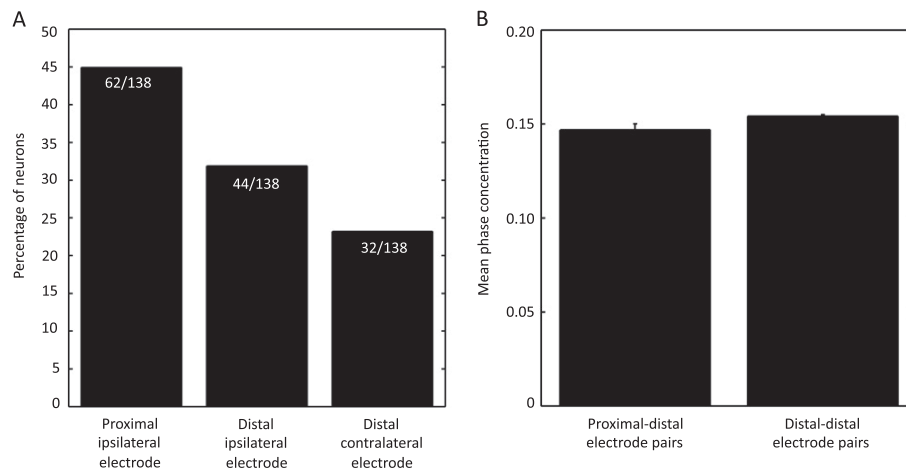 A
Percentage of neurons
50
45
40
35
30
25
20
15
10
5
0
62/138
44/138
32/138
Proximal
ipsilateral
electrode
Distal
ipsilateral
electrode
Distal
contralateral
electrode
B
Mean phase concentration
0.20
0.15
0.10
0.05
0
Proximal-distal
electrode pairs
Distal-distal
electrode pairs